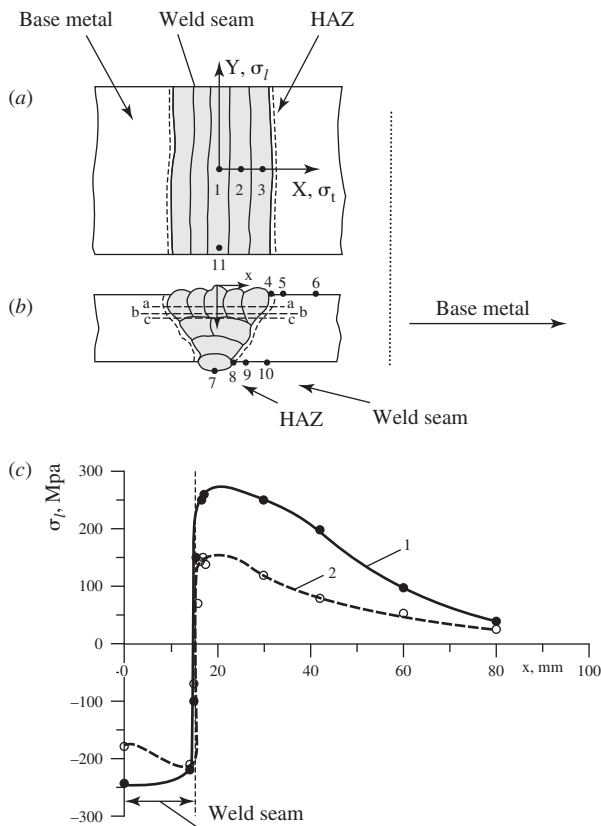 Base metal
Weld seam
HAZ
(a)
Y, σl
1 2 3
X, σt
11
(b)
x
4 5 6
a
b b
c c
7
8 9 10
Base metal
Weld seam
HAZ
(c)
σl, Mpa
300
200
100
0
–100
–200
–300
1
2
-0 20 40 60 80 100
x, mm
Weld seam